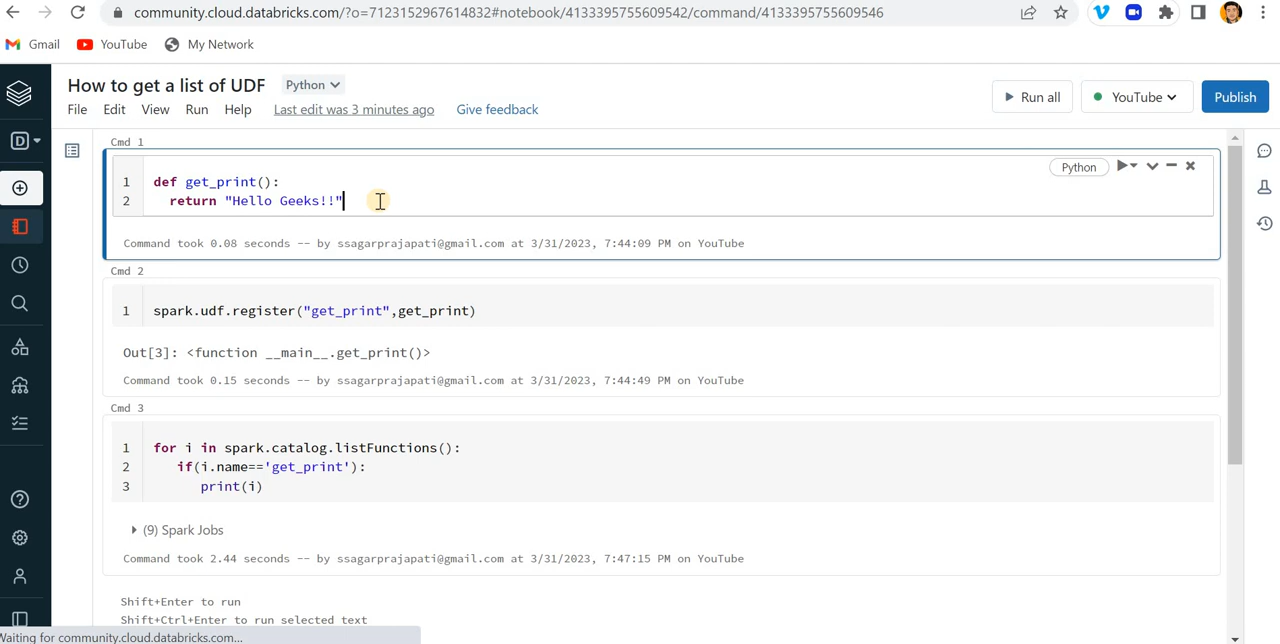 community.cloud.databricks.com/?o=7123152967614832#notebook/4133395755609542/command/4133395755609546
Gmail YouTube My Network
How to get a list of UDF Python
File Edit View Run Help Last edit was 3 minutes ago Give feedback
Run all YouTube Publish
D
Cmd 1
Python
1 def get_print():
2 return "Hello Geeks!!"
Command took 0.08 seconds -- by ssagarprajapati@gmail.com at 3/31/2023, 7:44:09 PM on YouTube
Cmd 2
1 spark.udf.register("get_print",get_print)
Out[3]: <function __main__.get_print()>
Command took 0.15 seconds -- by ssagarprajapati@gmail.com at 3/31/2023, 7:44:49 PM on YouTube
Cmd 3
1 for i in spark.catalog.listFunctions():
2 if(i.name=='get_print'):
3 print(i)
(9) Spark Jobs
Command took 2.44 seconds -- by ssagarprajapati@gmail.com at 3/31/2023, 7:47:15 PM on YouTube
Shift+Enter to run
Shift+Ctrl+Enter to run selected text
Waiting for community.cloud.databricks.com...